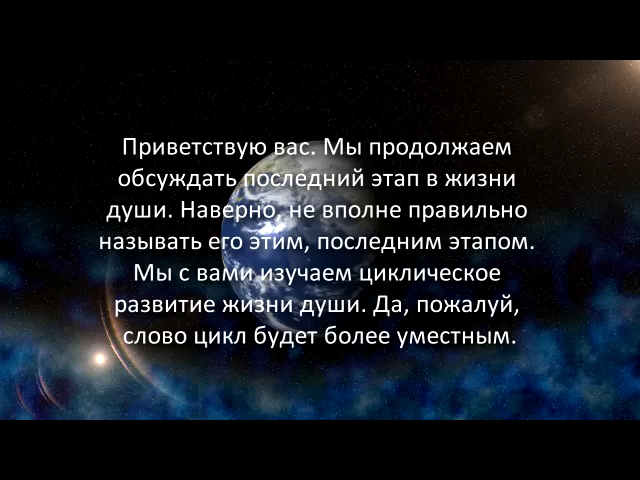 Приветствую вас. Мы продолжаем
обсуждать последний этап в жизни
души. Наверно, не вполне правильно
называть его этим, последним этапом.
Мы с вами изучаем циклическое
развитие жизни души. Да, пожалуй,
слово цикл будет более уместным.